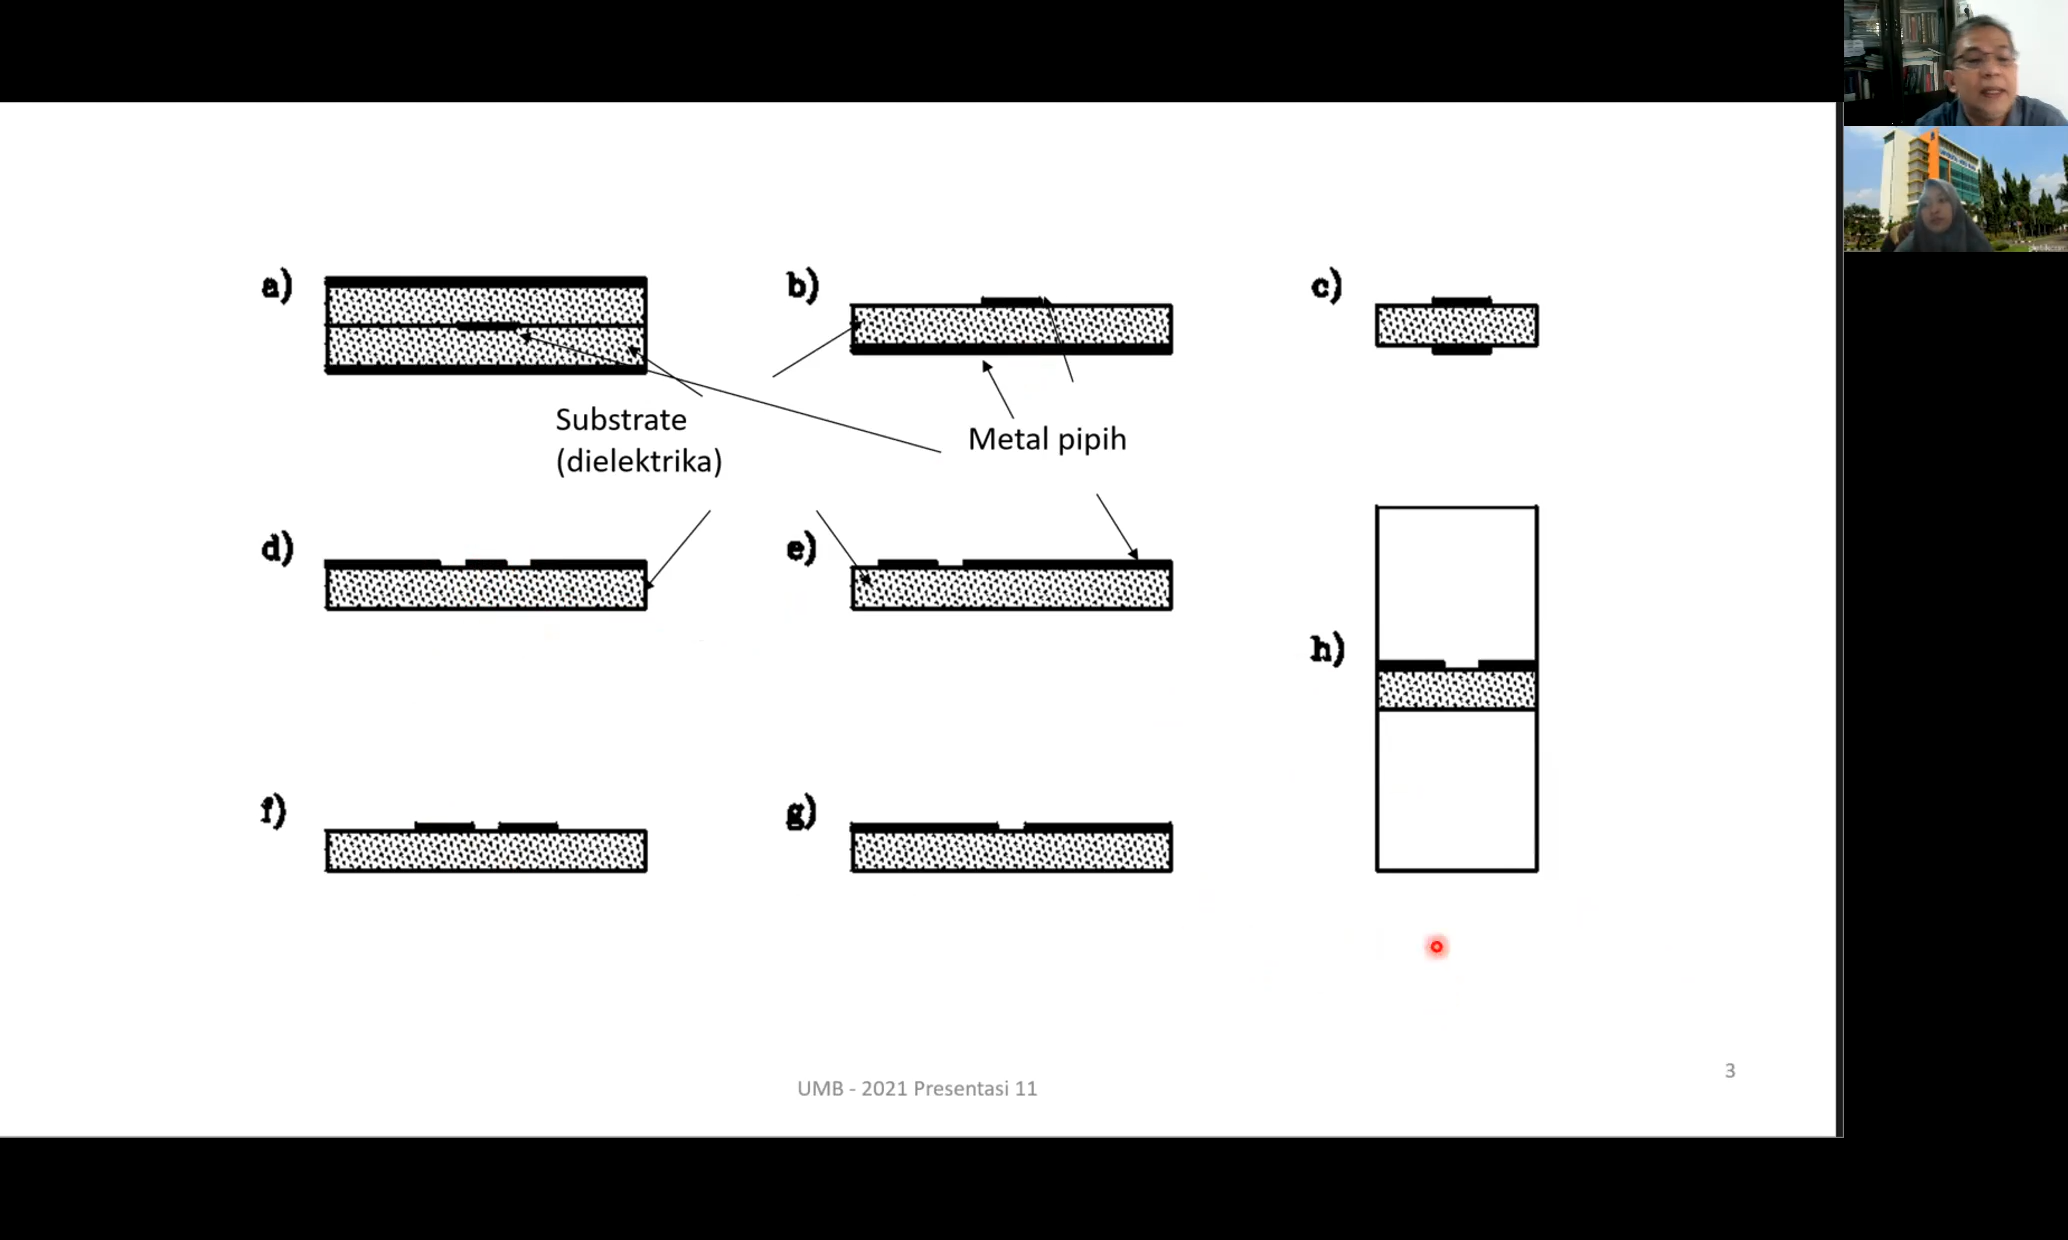 a)
b)
c)
Substrate
(dielektrika)
Metal pipih
d)
e)
h)
f)
g)
3
UMB - 2021 Presentasi 11